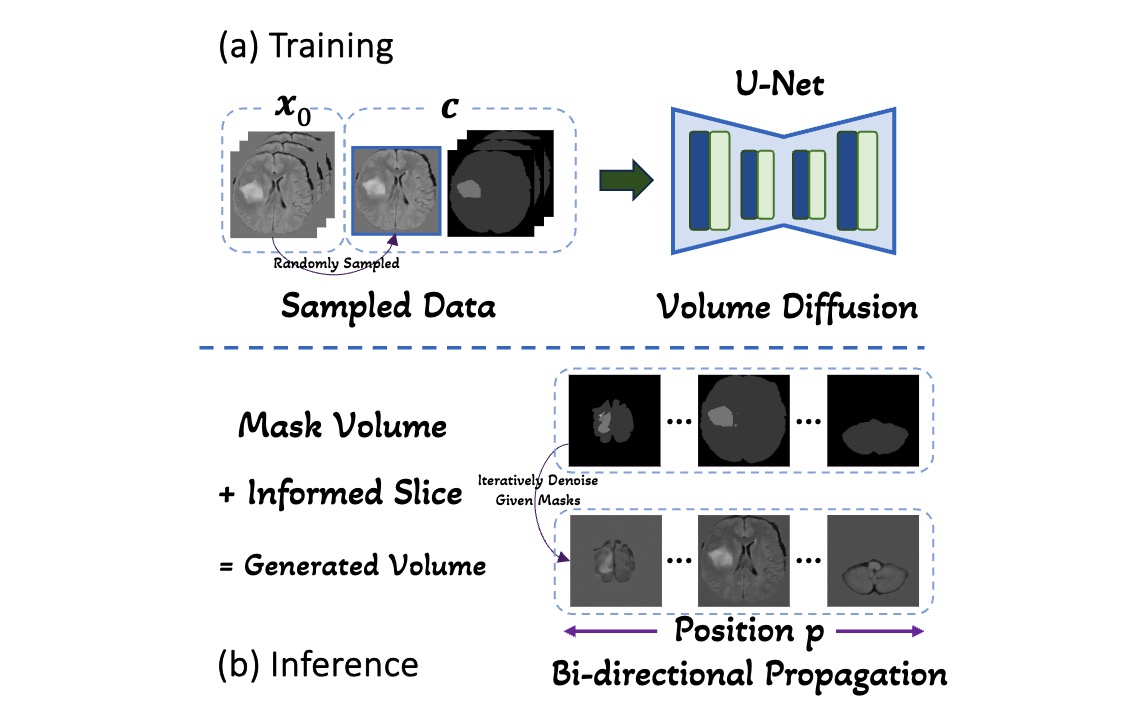 (a) Training
x₀
c
U-Net
Randomly Sampled
Sampled Data
Volume Diffusion
Mask Volume
+ Informed Slice
= Generated Volume
Iteratively Denoise
Given Masks
...
...
...
...
Position p
Bi-directional Propagation
(b) Inference